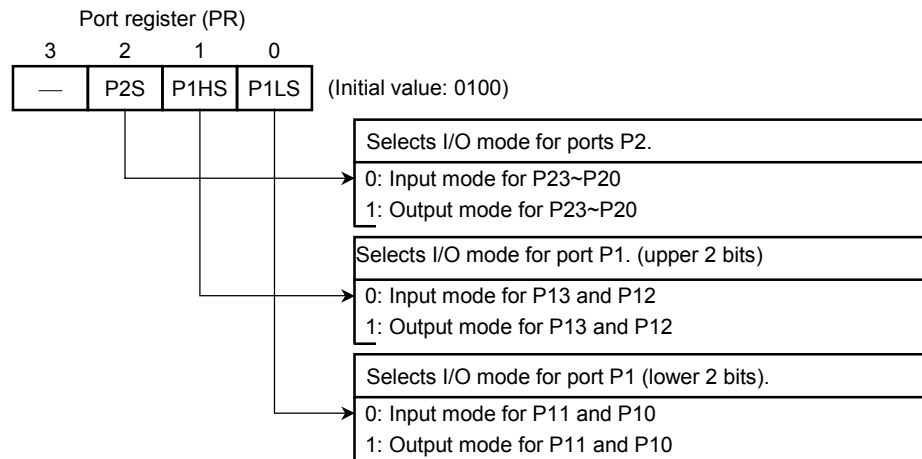 Port register (PR)
3 2 1 0
— P2S P1HS P1LS (Initial value: 0100)
Selects I/O mode for ports P2.
0: Input mode for P23~P20
1: Output mode for P23~P20
Selects I/O mode for port P1. (upper 2 bits)
0: Input mode for P13 and P12
1: Output mode for P13 and P12
Selects I/O mode for port P1 (lower 2 bits).
0: Input mode for P11 and P10
1: Output mode for P11 and P10